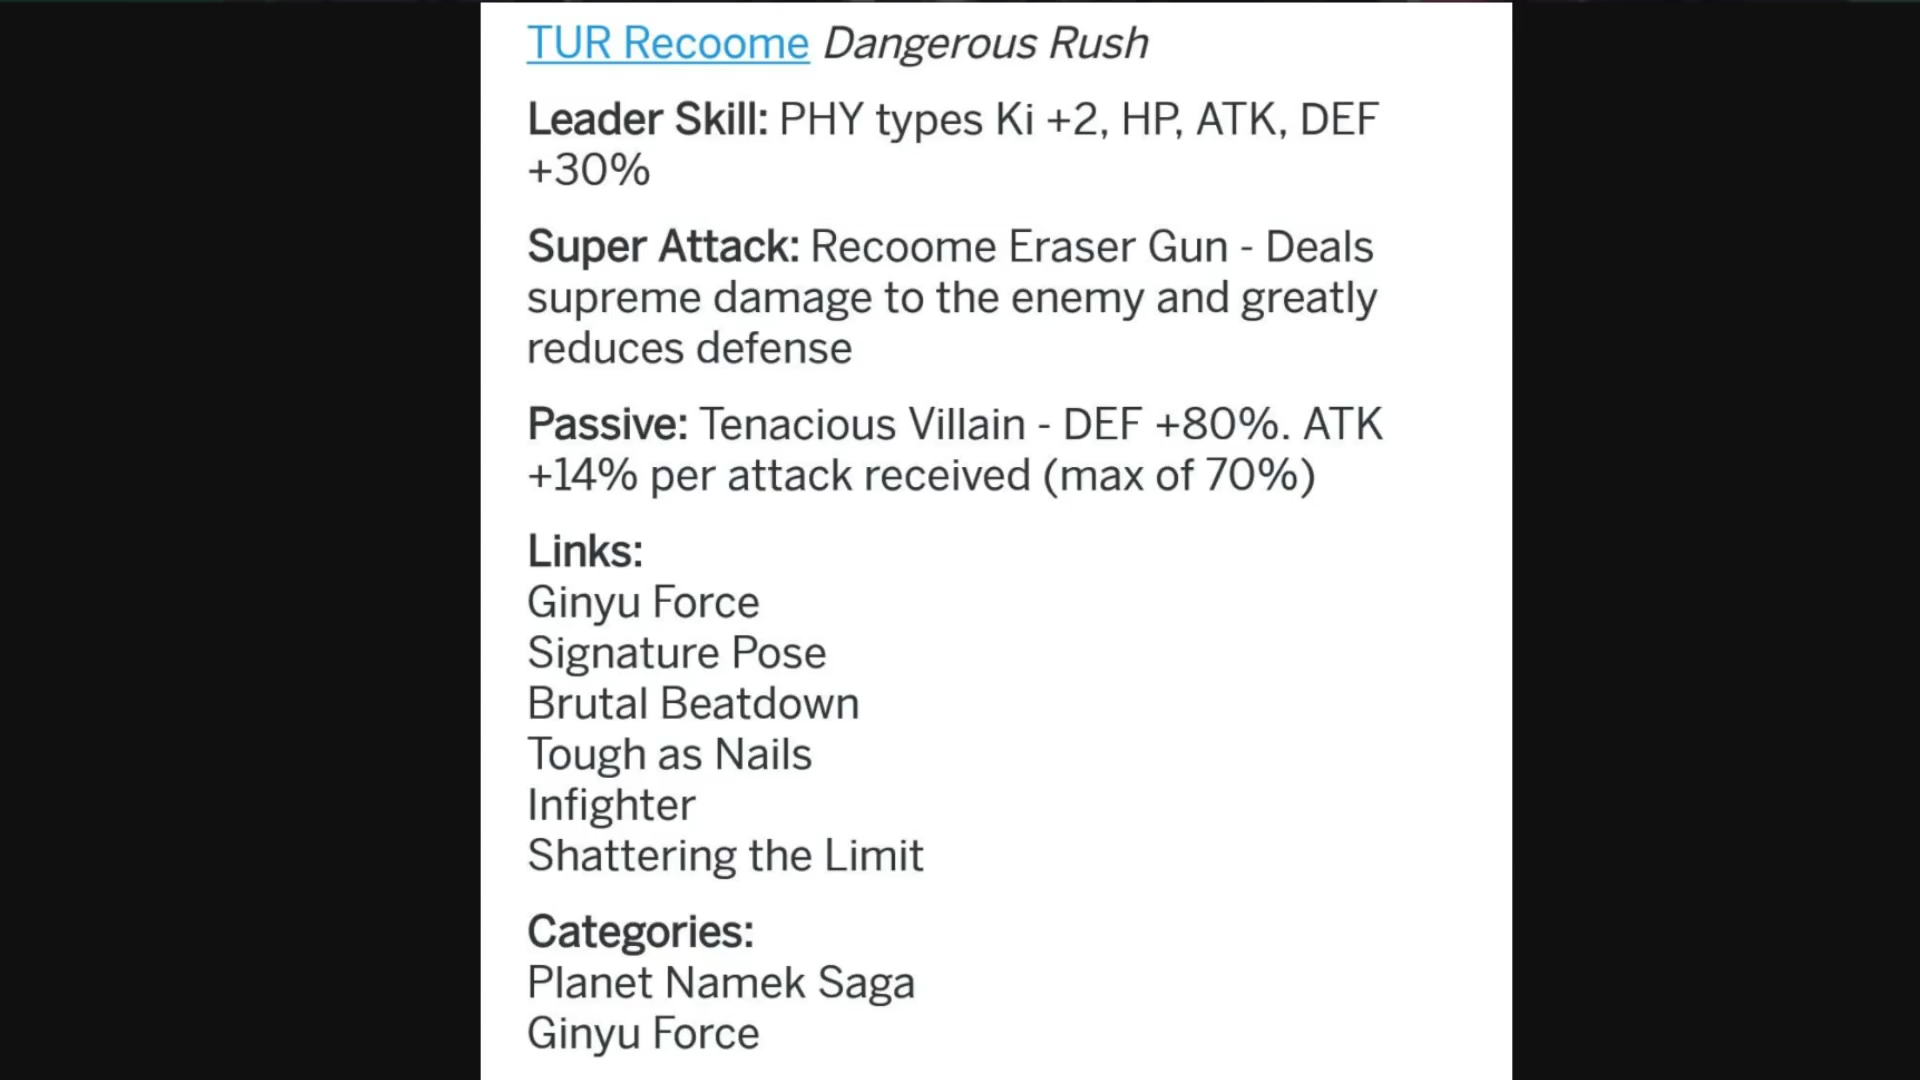 TUR Recoome Dangerous Rush
Leader Skill: PHY types Ki +2, HP, ATK, DEF
+30%
Super Attack: Recoome Eraser Gun - Deals
supreme damage to the enemy and greatly
reduces defense
Passive: Tenacious Villain - DEF +80%. ATK
+14% per attack received (max of 70%)
Links:
Ginyu Force
Signature Pose
Brutal Beatdown
Tough as Nails
Infighter
Shattering the Limit
Categories:
Planet Namek Saga
Ginyu Force